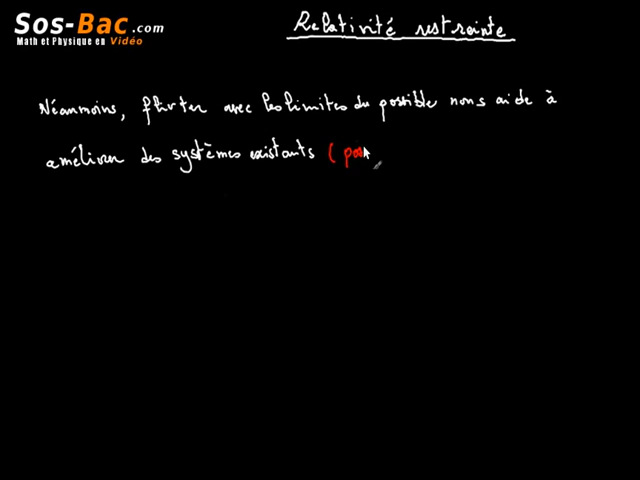 Sos-Bac.com
Math et Physique en Vidéo
Relativité restreinte
Néanmoins, flirter avec les limites du possible nous aide à
améliorer des systèmes existants (pas